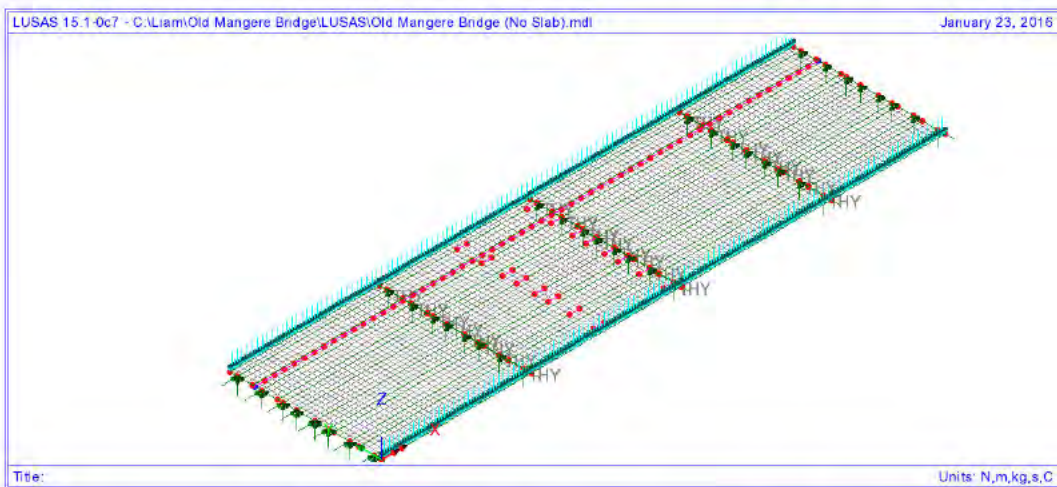 LUSAS 15.1-0c7 - C:\Liam\Old Mangere Bridge\LUSAS\Old Mangere Bridge (No Slab).mdl
January 23, 2016
HY
HY
HY
Z
X
Title:
Units: N,m,kg,s,C